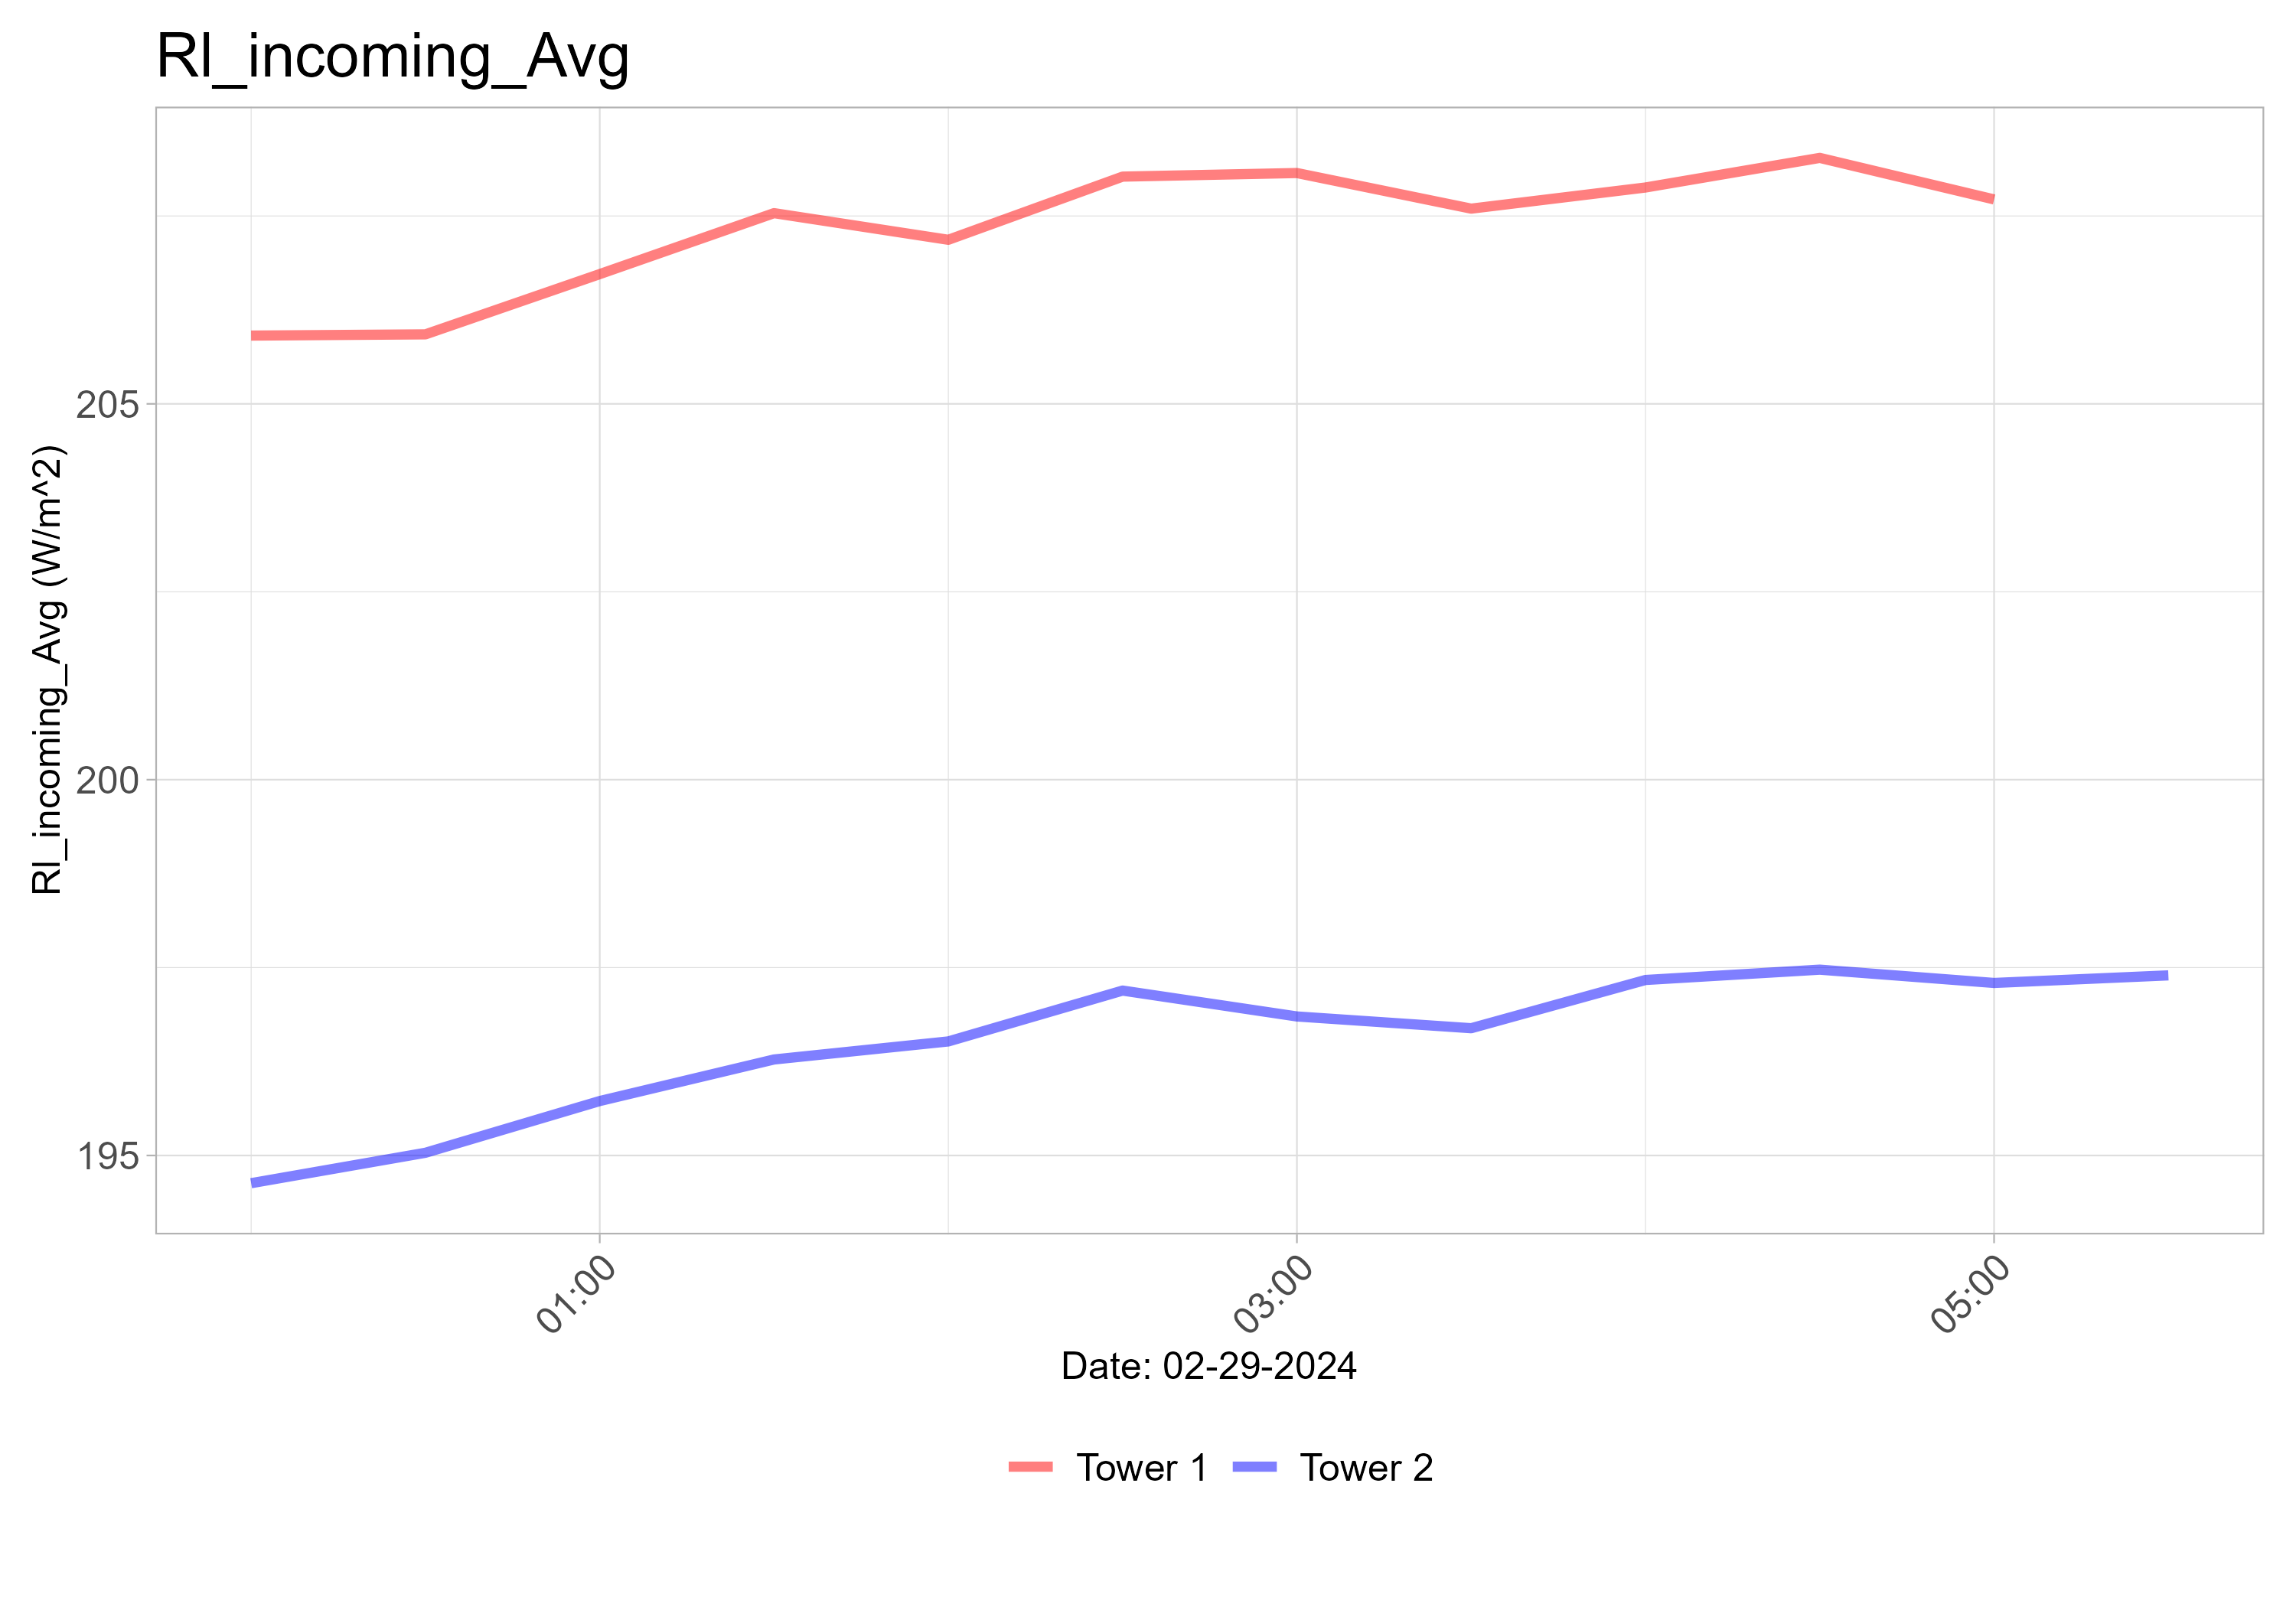 Rl_incoming_Avg
Rl_incoming_Avg (W/m^2)
205
200
195
01:00
03:00
05:00
Date: 02-29-2024
Tower 1
Tower 2